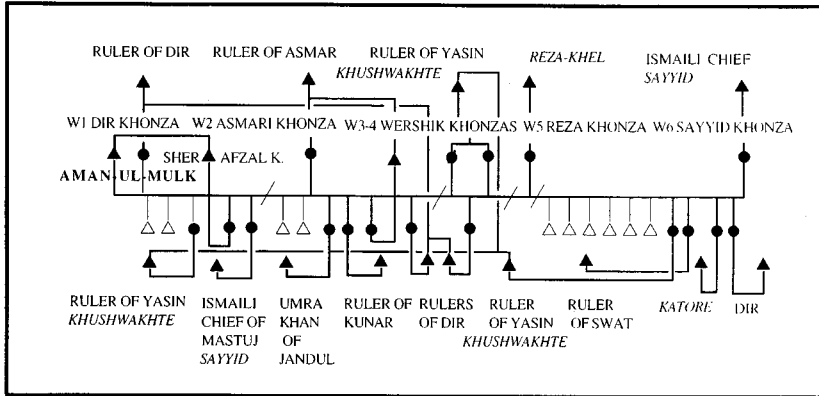 RULER OF DIR RULER OF ASMAR RULER OF YASIN REZA-KHEL ISMAILI CHIEF
KHUSHWAKHTE SAYYID
W1 DIR KHONZA W2 ASMARI KHONZA W3-4 WERSHIK KHONZAS W5 REZA KHONZA W6 SAYYID KHONZA
SHER AFZAL K.
AMAN-UL-MULK
RULER OF YASIN ISMAILI UMRA RULER OF RULERS RULER RULER KATORE DIR
KHUSHWAKHTE CHIEF OF KHAN KUNAR OF DIR OF YASIN OF SWAT
MASTUJ OF KHUSHWAKHTE
SAYYID JANDUL